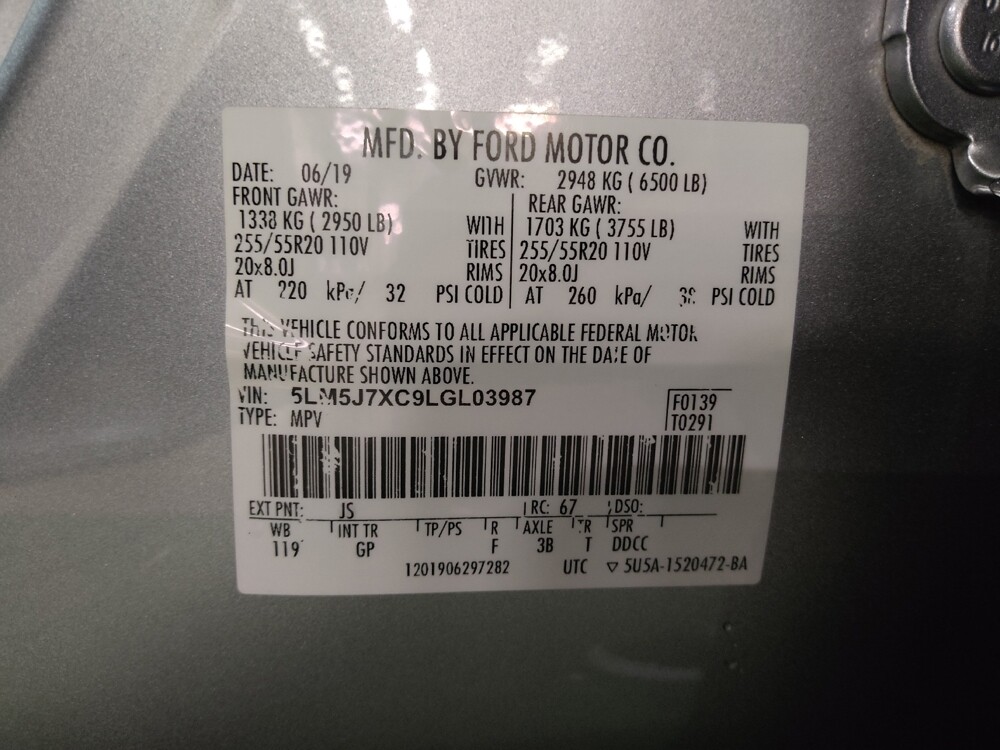 MFD. BY FORD MOTOR CO.
DATE: 06/19 GVWR: 2948 KG ( 6500 LB)
FRONT GAWR: REAR GAWR:
1338 KG ( 2950 LB) WITH 1703 KG ( 3755 LB) WITH
255/55R20 110V TIRES 255/55R20 110V TIRES
20x8.0J RIMS 20x8.0J RIMS
AT 220 kPa/ 32 PSI COLD AT 260 kPa/ 38 PSI COLD
THIS VEHICLE CONFORMS TO ALL APPLICABLE FEDERAL MOTOR
VEHICLE SAFETY STANDARDS IN EFFECT ON THE DATE OF
MANUFACTURE SHOWN ABOVE.
VIN: 5LM5J7XC9LGL03987 F0139
TYPE: MPV T0291
EXT PNT: JS RC: 67 DSO:
WB INT TR TP/PS R AXLE TR SPR
119 GP F 3B T DDCC
1201906297282 UTC ▽ 5U5A-1520472-BA